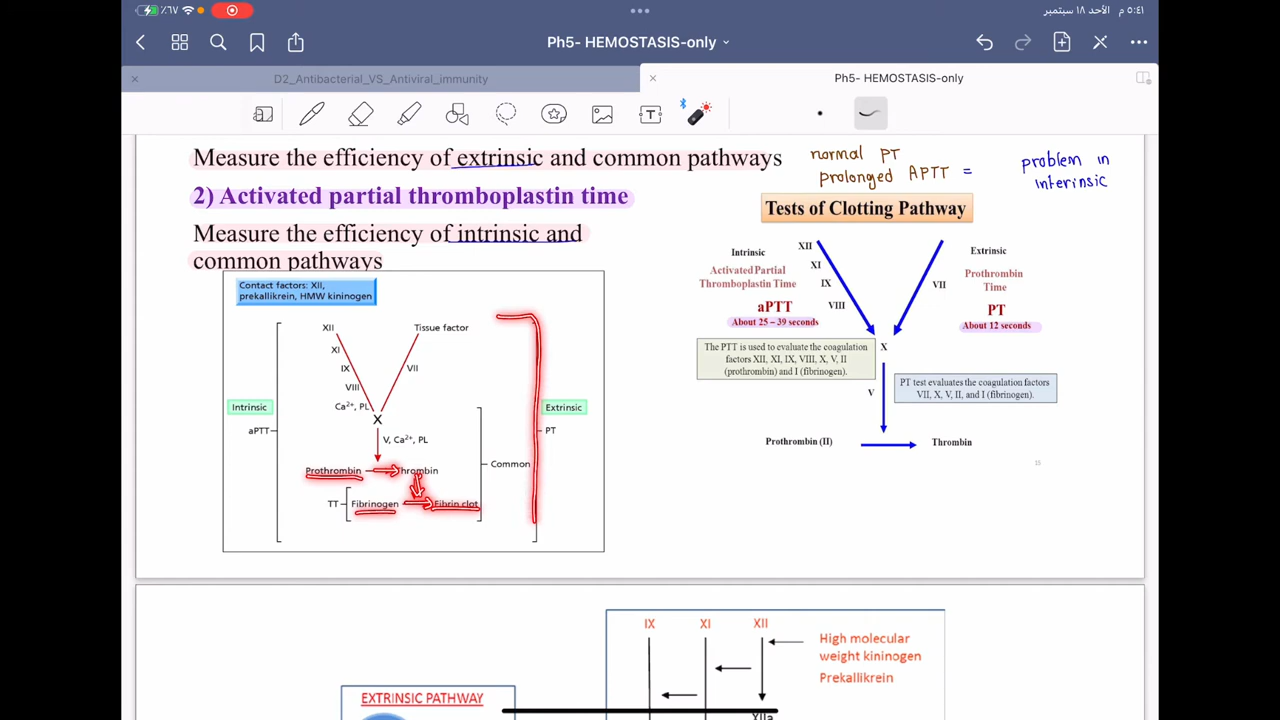 ٪٦٧
٥:٤١ م الأحد ١٨ سبتمبر
Ph5- HEMOSTASIS-only
D2_Antibacterial_VS_Antiviral_immunity
Ph5- HEMOSTASIS-only
Measure the efficiency of extrinsic and common pathways
2) Activated partial thromboplastin time
Measure the efficiency of intrinsic and
common pathways
Contact factors: XII,
prekallikrein, HMW kininogen
XII
Tissue factor
XI
IX
VII
VIII
Ca²⁺, PL
X
Intrinsic
Extrinsic
aPTT
PT
V, Ca²⁺, PL
Common
Prothrombin
Thrombin
TT
Fibrinogen
Fibrin clot
normal PT
prolonged APTT =
problem in
interinsic
Tests of Clotting Pathway
Intrinsic
Activated Partial
Thromboplastin Time
aPTT
About 25 – 39 seconds
XII
XI
IX
VIII
Extrinsic
Prothrombin
Time
PT
About 12 seconds
VII
The PTT is used to evaluate the coagulation
factors XII, XI, IX, VIII, X, V, II
(prothrombin) and I (fibrinogen).
X
PT test evaluates the coagulation factors
VII, X, V, II, and I (fibrinogen).
V
Prothrombin (II)
Thrombin
EXTRINSIC PATHWAY
IX
XI
XII
High molecular
weight kininogen
Prekallikrein
XIIa